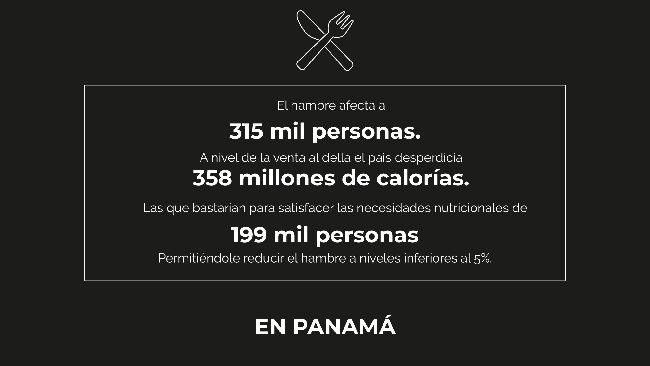 El hambre afecta a
315 mil personas.
A nivel de la venta al della el país desperdicia
358 millones de calorías.
Las que bastarían para satisfacer las necesidades nutricionales de
199 mil personas
Permitiéndole reducir el hambre a niveles inferiores al 5%.
EN PANAMÁ